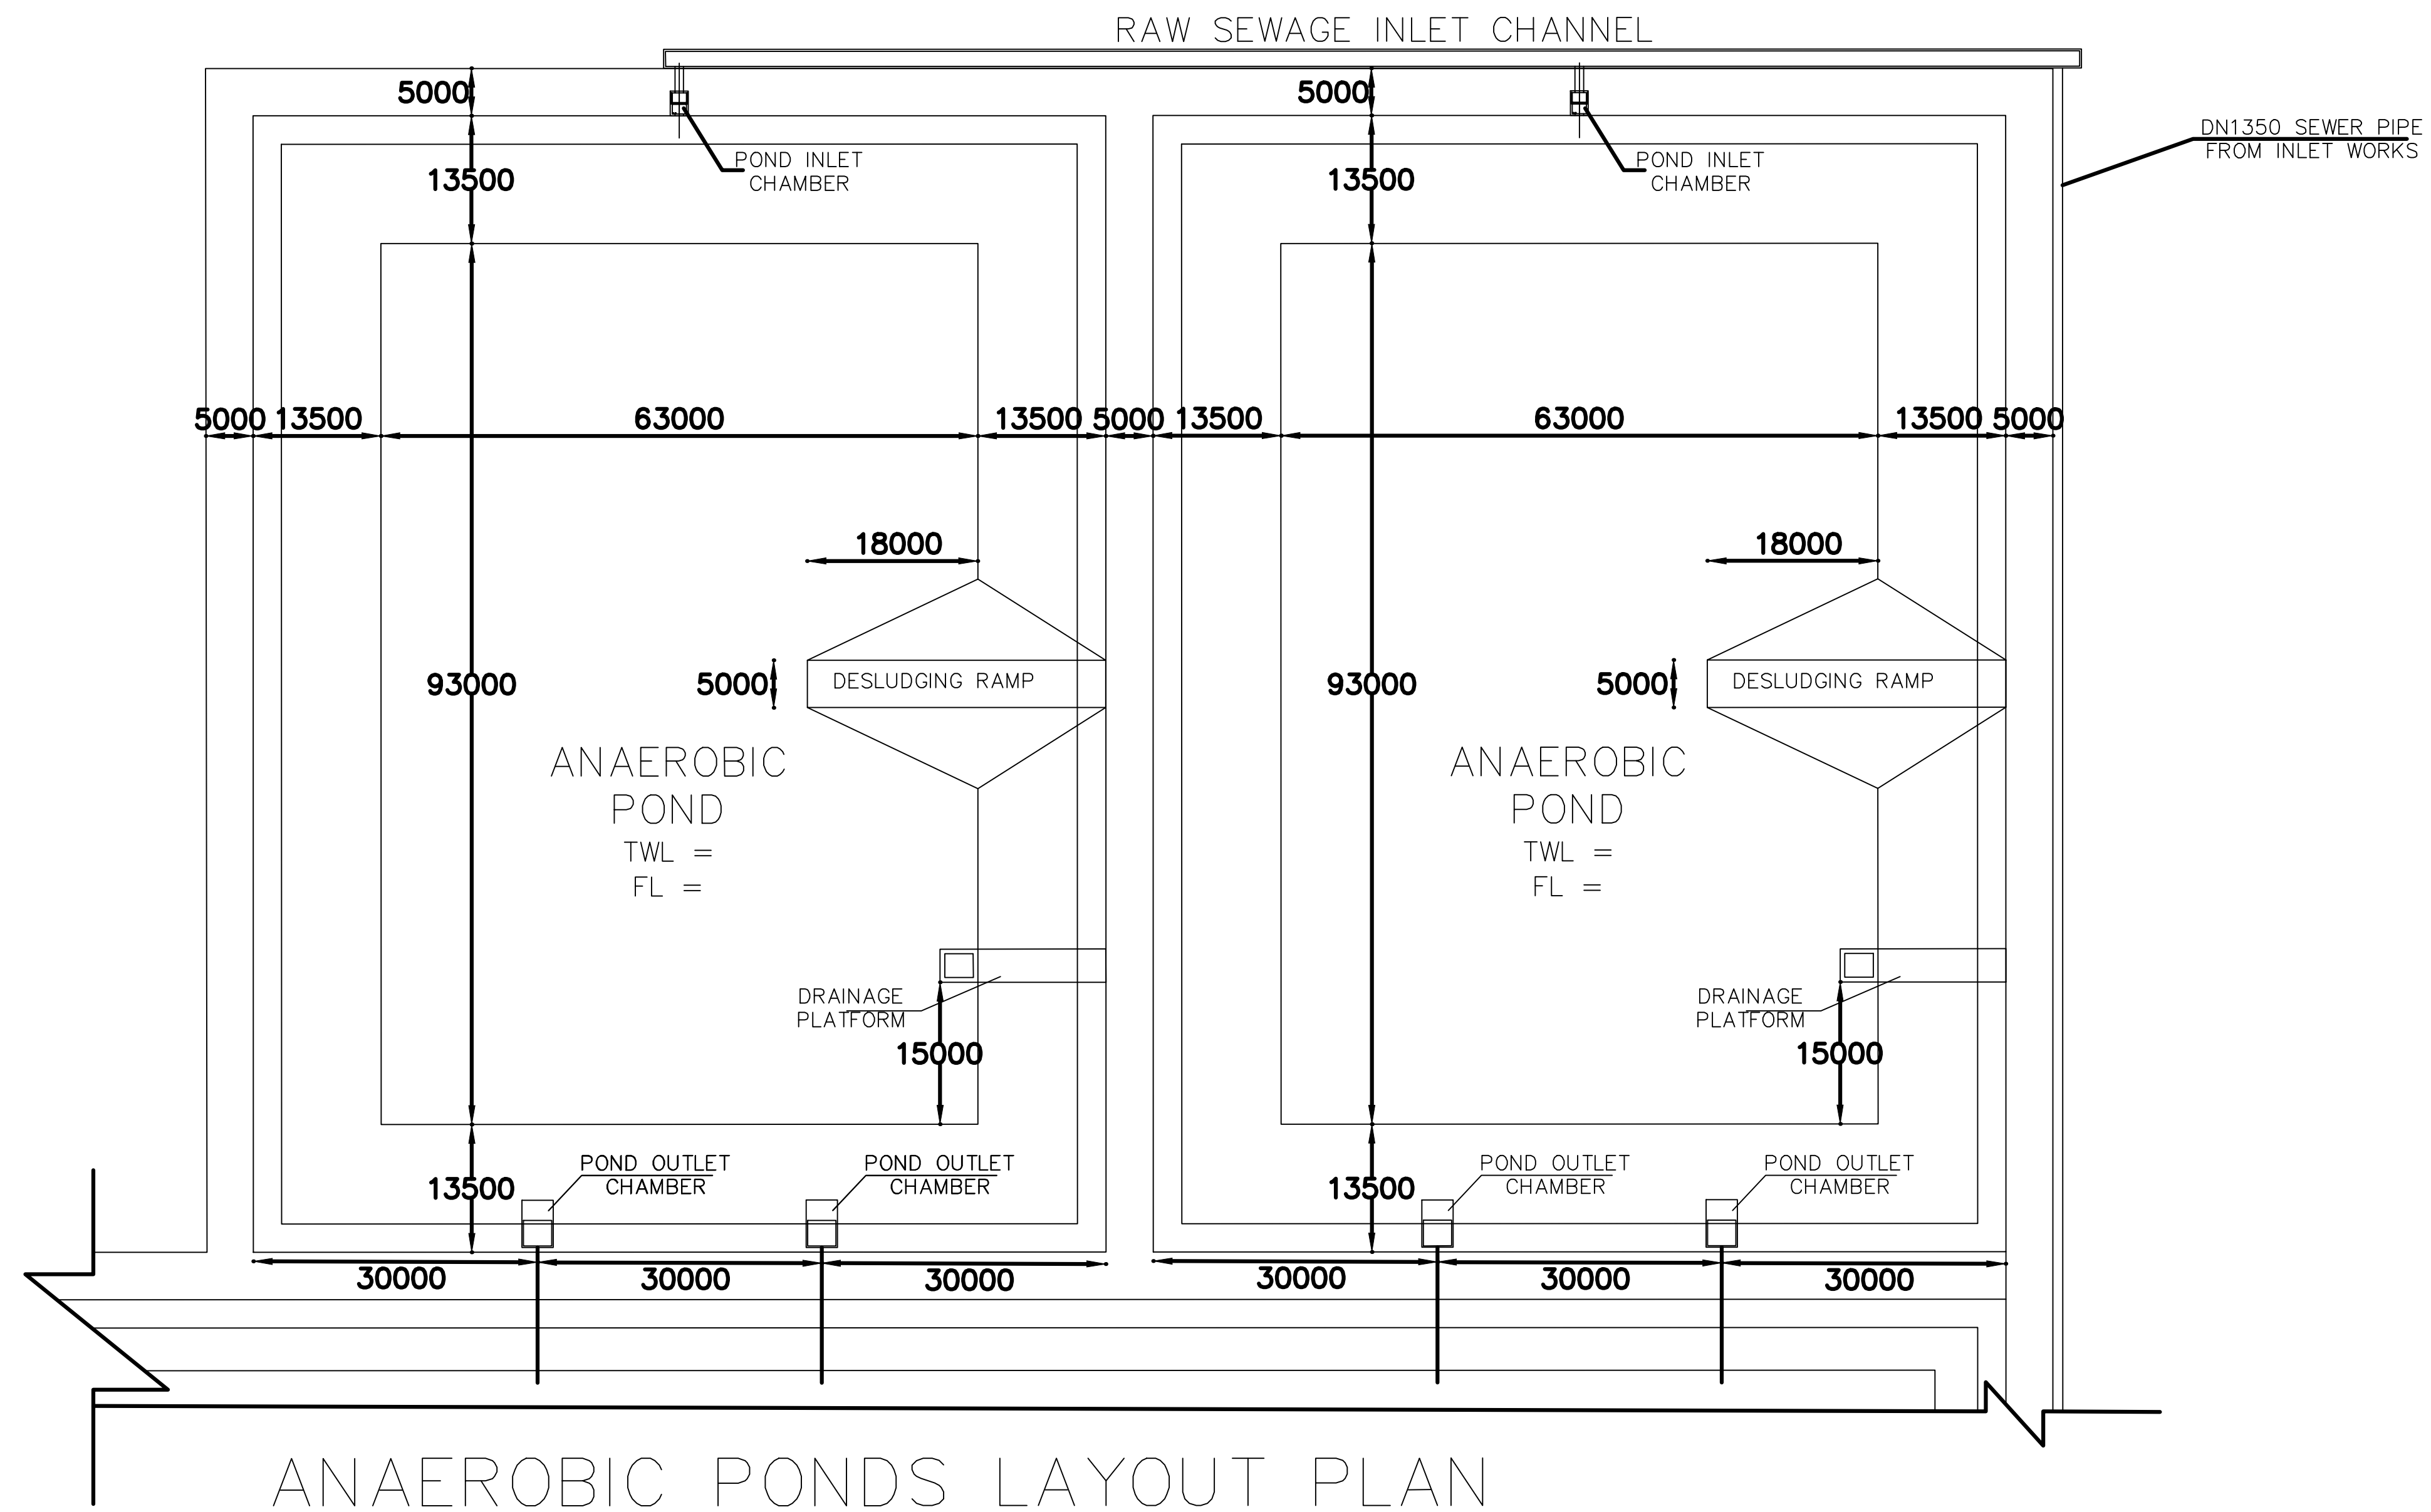 RAW SEWAGE INLET CHANNEL
5000
5000
DN1350 SEWER PIPE
FROM INLET WORKS
POND INLET
CHAMBER
POND INLET
CHAMBER
13500
13500
5000 13500 63000 13500 5000 13500 63000 13500 5000
18000
18000
93000
5000
DESLUDGING RAMP
93000
5000
DESLUDGING RAMP
ANAEROBIC
POND
TWL =
FL =
ANAEROBIC
POND
TWL =
FL =
DRAINAGE
PLATFORM
DRAINAGE
PLATFORM
15000
15000
13500
POND OUTLET
CHAMBER
POND OUTLET
CHAMBER
13500
POND OUTLET
CHAMBER
POND OUTLET
CHAMBER
30000 30000 30000 30000 30000 30000
ANAEROBIC PONDS LAYOUT PLAN